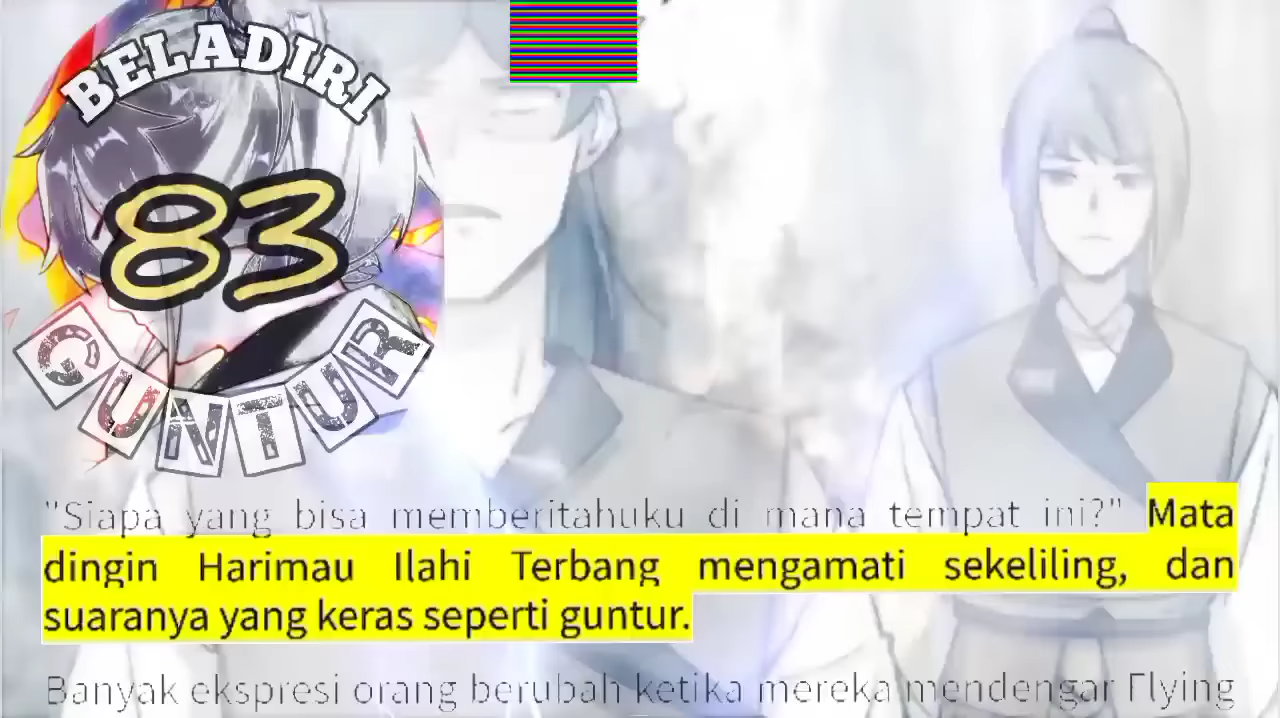 BELADIRI
83
GUNTUR
"Siapa yang bisa memberitahuku di mana tempat ini?" Mata
dingin Harimau Ilahi Terbang mengamati sekeliling, dan
suaranya yang keras seperti guntur.
Banyak ekspresi orang berubah ketika mereka mendengar Flying